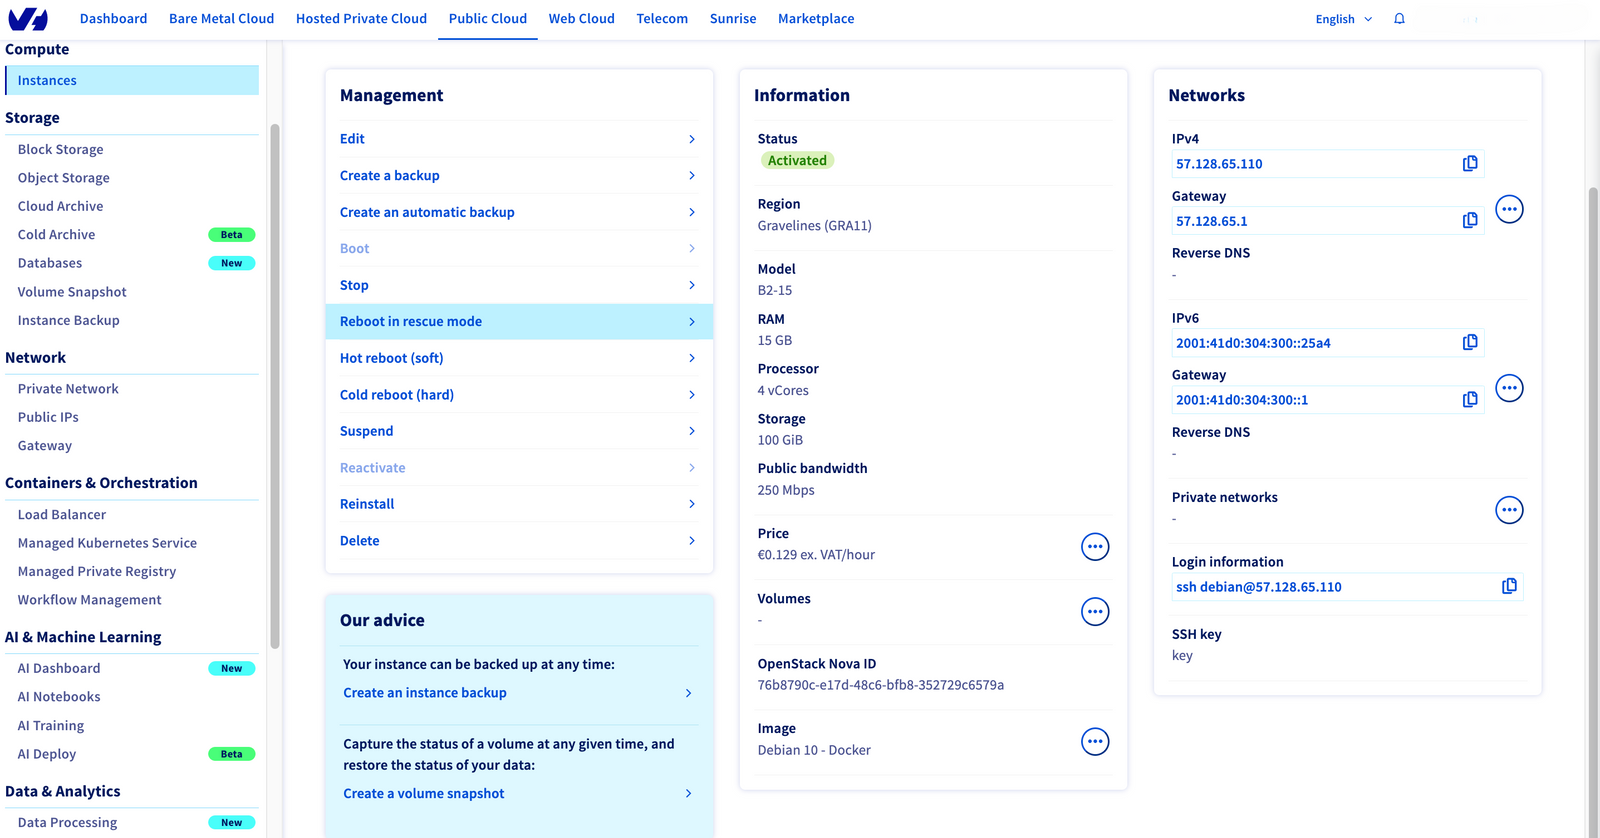 Dashboard
Bare Metal Cloud
Hosted Private Cloud
Public Cloud
Web Cloud
Telecom
Sunrise
Marketplace
English
Compute
Instances
Storage
Block Storage
Object Storage
Cloud Archive
Cold Archive Beta
Databases New
Volume Snapshot
Instance Backup
Network
Private Network
Public IPs
Gateway
Containers & Orchestration
Load Balancer
Managed Kubernetes Service
Managed Private Registry
Workflow Management
AI & Machine Learning
AI Dashboard New
AI Notebooks
AI Training
AI Deploy Beta
Data & Analytics
Data Processing New
Management
Edit
Create a backup
Create an automatic backup
Boot
Stop
Reboot in rescue mode
Hot reboot (soft)
Cold reboot (hard)
Suspend
Reactivate
Reinstall
Delete
Our advice
Your instance can be backed up at any time:
Create an instance backup
Capture the status of a volume at any given time, and
restore the status of your data:
Create a volume snapshot
Information
Status
Activated
Region
Gravelines (GRA11)
Model
B2-15
RAM
15 GB
Processor
4 vCores
Storage
100 GiB
Public bandwidth
250 Mbps
Price
€0.129 ex. VAT/hour
Volumes
-
OpenStack Nova ID
76b8790c-e17d-48c6-bfb8-352729c6579a
Image
Debian 10 - Docker
Networks
IPv4
57.128.65.110
Gateway
57.128.65.1
Reverse DNS
-
IPv6
2001:41d0:304:300::25a4
Gateway
2001:41d0:304:300::1
Reverse DNS
-
Private networks
-
Login information
ssh debian@57.128.65.110
SSH key
key